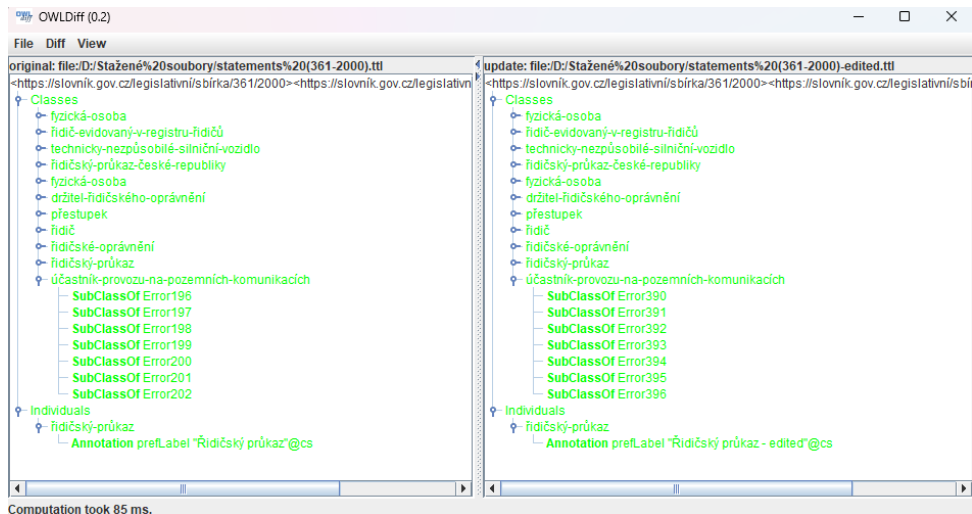 OWLDiff (0.2)
File Diff View
original: file:/D:/Stažené%20soubory/statements%20(361-2000).ttl
<https://slovník.gov.cz/legislativní/sbírka/361/2000><https://slovník.gov.cz/legislativn
Classes
fyzická-osoba
řidič-evidovaný-v-registru-řidičů
technicky-nezpůsobilé-silniční-vozidlo
řidičský-průkaz-české-republiky
fyzická-osoba
držitel-řidičského-oprávnění
přestupek
řidič
řidičské-oprávnění
řidičský-průkaz
účastník-provozu-na-pozemních-komunikacích
SubClassOf Error196
SubClassOf Error197
SubClassOf Error198
SubClassOf Error199
SubClassOf Error200
SubClassOf Error201
SubClassOf Error202
Individuals
řidičský-průkaz
Annotation prefLabel "Řidičský průkaz"@cs
update: file:/D:/Stažené%20soubory/statements%20(361-2000)-edited.ttl
<https://slovník.gov.cz/legislativní/sbírka/361/2000><https://slovník.gov.cz/legislativní/sbí
Classes
fyzická-osoba
řidič-evidovaný-v-registru-řidičů
technicky-nezpůsobilé-silniční-vozidlo
řidičský-průkaz-české-republiky
fyzická-osoba
držitel-řidičského-oprávnění
přestupek
řidič
řidičské-oprávnění
řidičský-průkaz
účastník-provozu-na-pozemních-komunikacích
SubClassOf Error390
SubClassOf Error391
SubClassOf Error392
SubClassOf Error393
SubClassOf Error394
SubClassOf Error395
SubClassOf Error396
Individuals
řidičský-průkaz
Annotation prefLabel "Řidičský průkaz - edited"@cs
Computation took 85 ms.